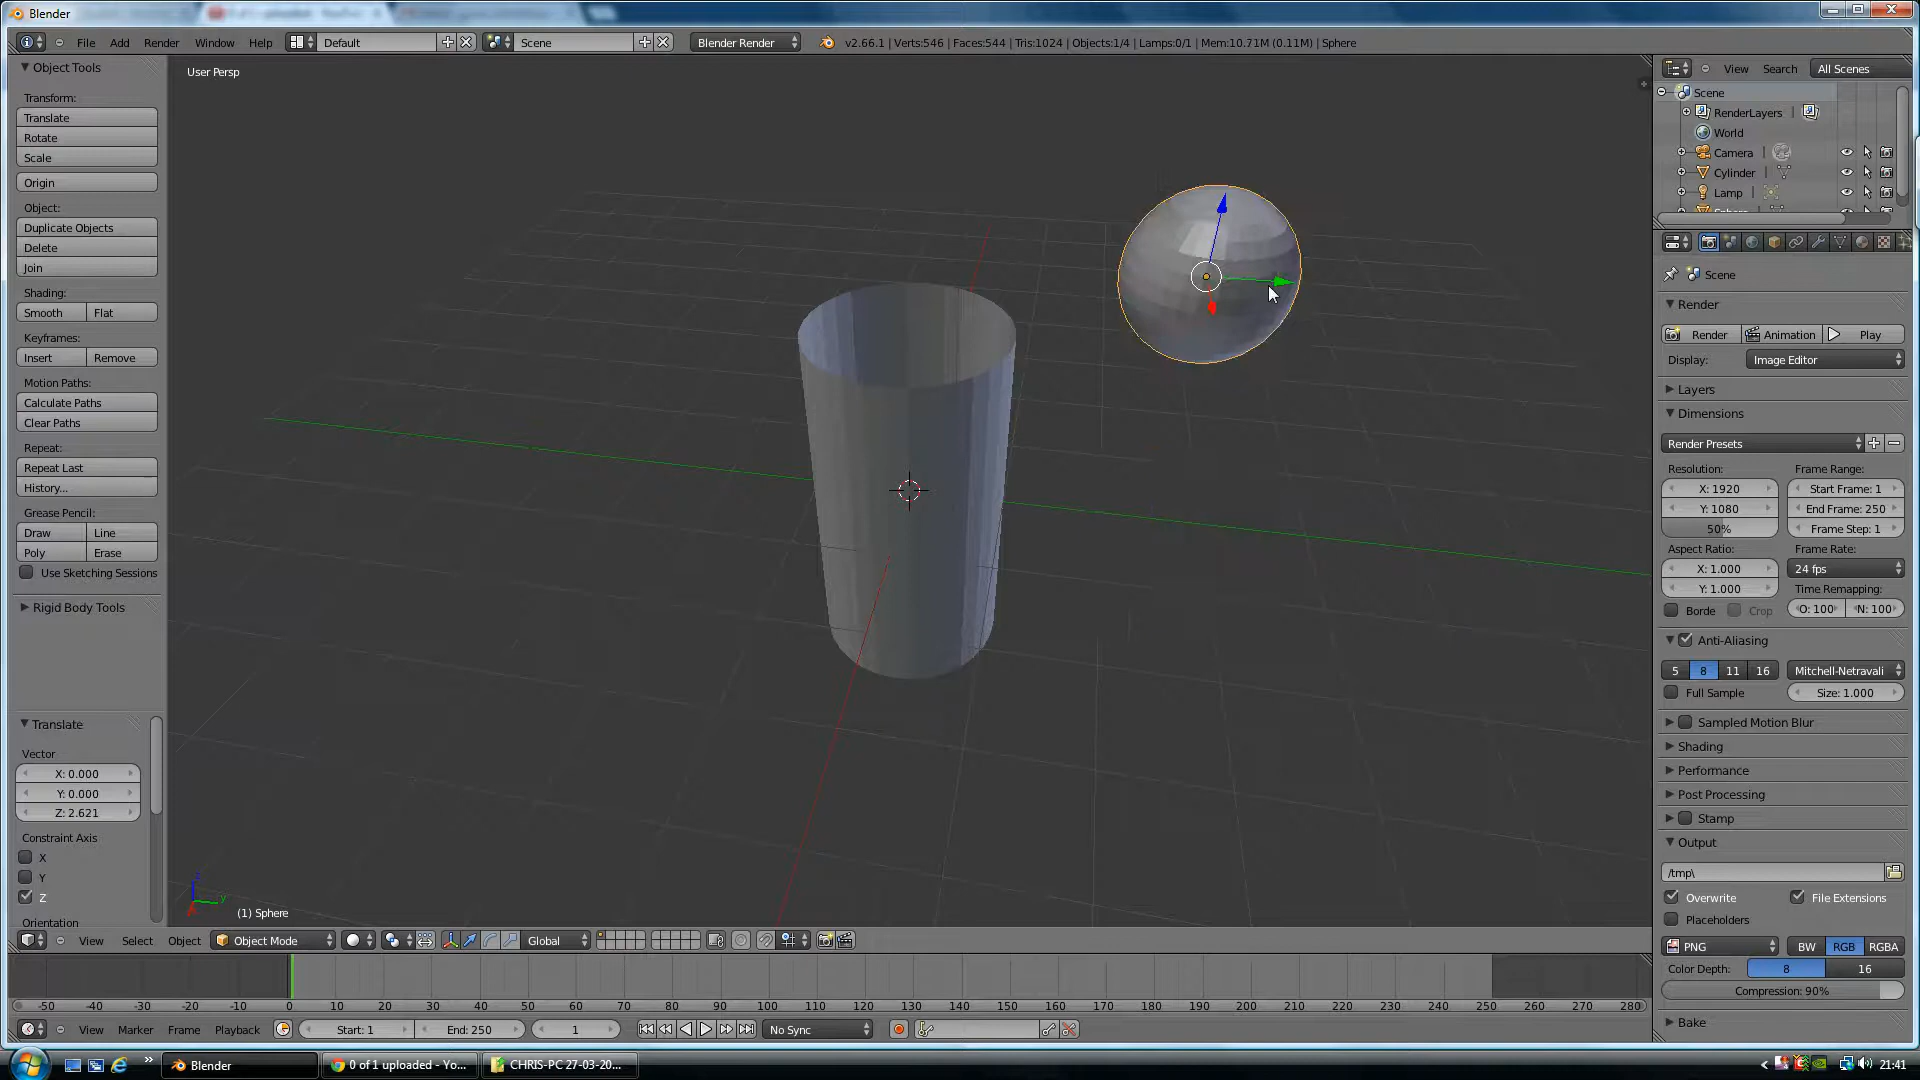 Blender
0 of 1 uploaded
File Add Render Window Help Default Scene Blender Render v2.66.1 | Verts:546 | Faces:544 | Tris:1024 | Objects:1/4 | Lamps:0/1 | Mem:10.71M (0.11M) | Sphere
Object Tools
Transform:
Translate
Rotate
Scale
Origin
Object:
Duplicate Objects
Delete
Join
Shading:
Smooth Flat
Keyframes:
Insert Remove
Motion Paths:
Calculate Paths
Clear Paths
Repeat:
Repeat Last
History...
Grease Pencil:
Draw Line
Poly Erase
Use Sketching Sessions
Rigid Body Tools
Translate
Vector
X: 0.000
Y: 0.000
Z: 2.621
Constraint Axis
X
Y
Z
Orientation
User Persp
z
y
(1) Sphere
View Select Object Object Mode Global
-50 -40 -30 -20 -10 0 10 20 30 40 50 60 70 80 90 100 110 120 130 140 150 160 170 180 190 200 210 220 230 240 250 260 270 280
View Marker Frame Playback Start: 1 End: 250 1 No Sync
View Search All Scenes
Scene
RenderLayers |
World
Camera |
Cylinder |
Lamp |
Scene
Render
Render Animation Play
Display: Image Editor
Layers
Dimensions
Render Presets
Resolution: Frame Range:
X: 1920 Start Frame: 1
Y: 1080 End Frame: 250
50% Frame Step: 1
Aspect Ratio: Frame Rate:
X: 1.000 24 fps
Y: 1.000 Time Remapping:
Borde Crop O: 100 N: 100
Anti-Aliasing
5 8 11 16 Mitchell-Netravali
Full Sample Size: 1.000
Sampled Motion Blur
Shading
Performance
Post Processing
Stamp
Output
/tmp\
Overwrite File Extensions
Placeholders
PNG BW RGB RGBA
Color Depth: 8 16
Compression: 90%
Bake
» Blender 0 of 1 uploaded - Yo... CHRIS-PC 27-03-20... < 21:41